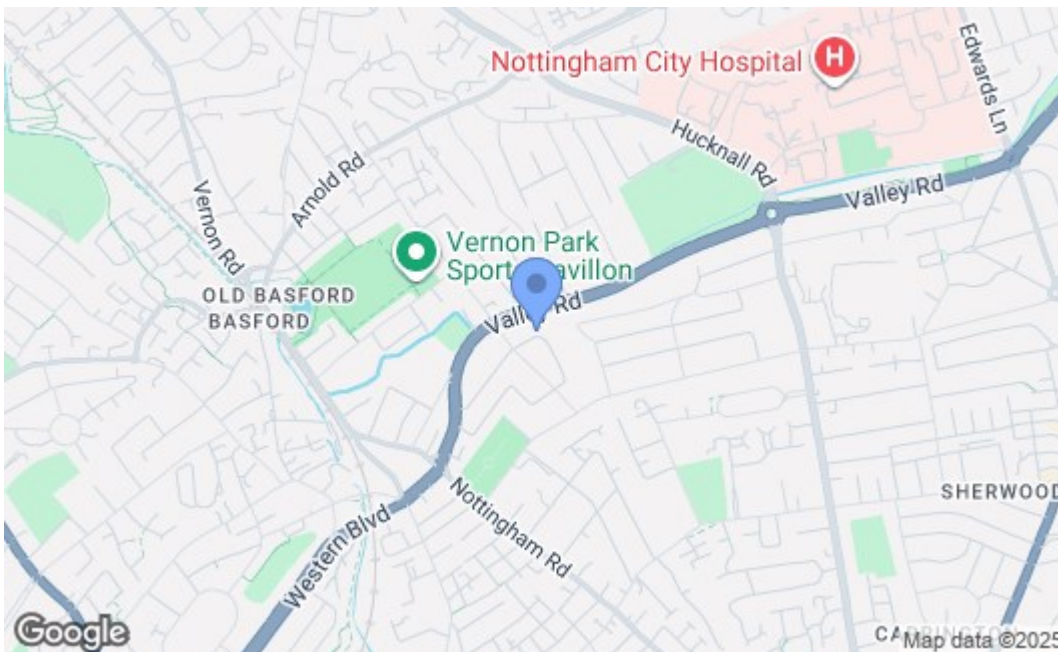 Nottingham City Hospital
H
Edwards Ln
Hucknall Rd
Arnold Rd
Valley Rd
Vernon Rd
Vernon Park
Sports Pavillon
OLD BASFORD
BASFORD
Valley Rd
SHERWOOD
Nottingham Rd
Western Blvd
Google
Map data ©2025